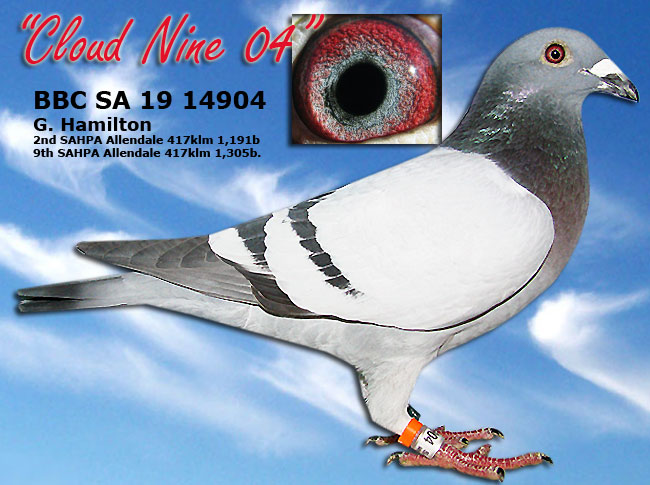 "Cloud Nine 04"
BBC SA 19 14904
G. Hamilton
2nd SAHPA Allendale 417klm 1,191b
9th SAHPA Allendale 417klm 1,305b.
04